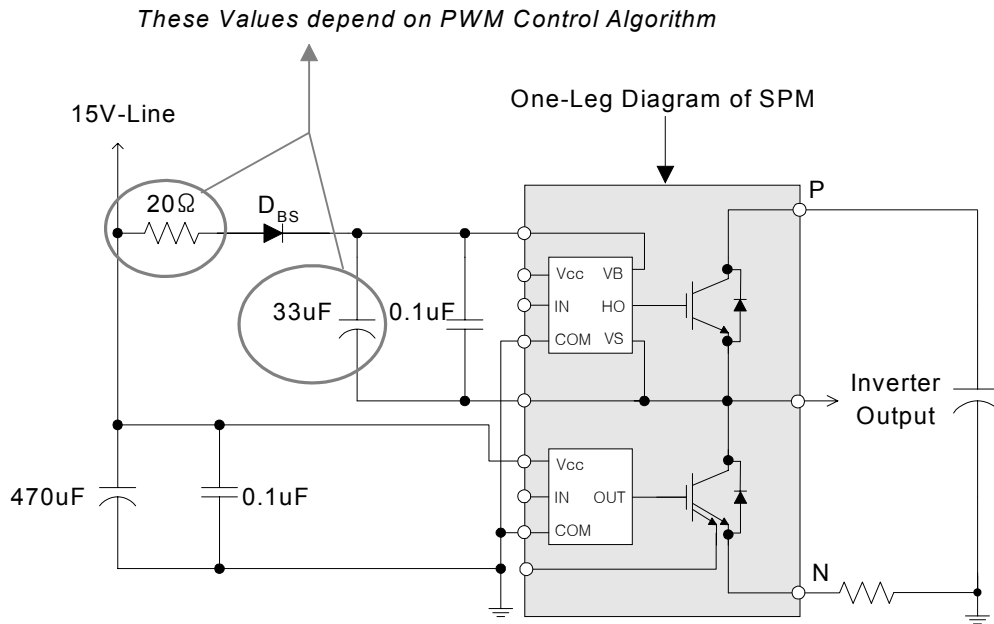 These Values depend on PWM Control Algorithm
One-Leg Diagram of SPM
15V-Line
P
20Ω
DBS
Vcc VB
33uF
0.1uF
IN HO
COM VS
Inverter
Output
Vcc
470uF
0.1uF
IN OUT
COM
N